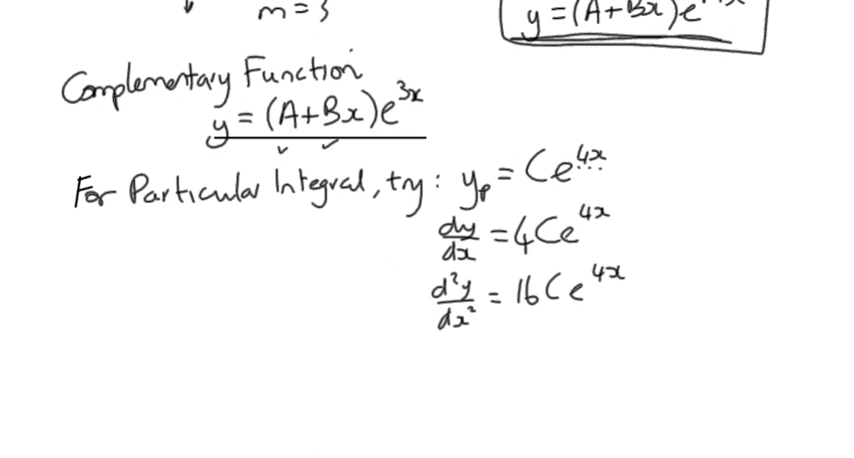 m = 3
y = (A+Bx)e
Complementary Function
y = (A+Bx)e^3x
For Particular Integral, try: y_p = Ce^4x
dy/dx = 4Ce^4x
d²y/dx² = 16Ce^4x